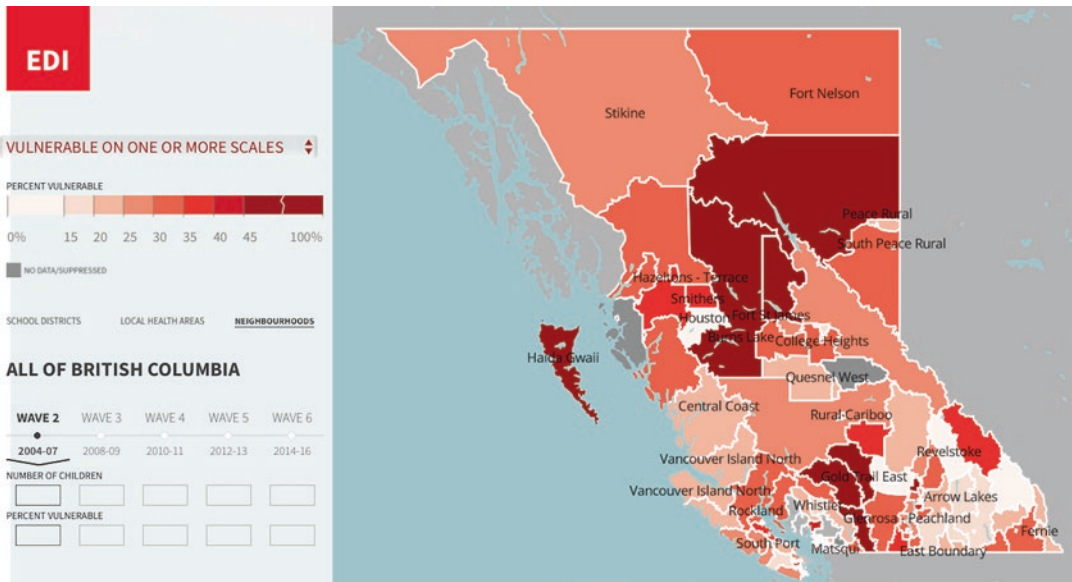 EDI
VULNERABLE ON ONE OR MORE SCALES
PERCENT VULNERABLE
0% 15 20 25 30 35 40 45 100%
NO DATA/SUPPRESSED
SCHOOL DISTRICTS LOCAL HEALTH AREAS NEIGHBOURHOODS
ALL OF BRITISH COLUMBIA
WAVE 2 WAVE 3 WAVE 4 WAVE 5 WAVE 6
2004-07 2008-09 2010-11 2012-13 2014-16
NUMBER OF CHILDREN
PERCENT VULNERABLE
Fort Nelson
Stikine
Peace Rural
South Peace Rural
Hazeltons - Terrace
Smithers
Houston
Fort St James
Burns Lake
College Heights
Haida Gwaii
Quesnel West
Central Coast
Rural-Cariboo
Revelstoke
Vancouver Island North
Gold Trail East
Vancouver Island North
Arrow Lakes
Whistler
Rockland
Glenrosa - Peachland
Fernie
South Port
Matsqui
East Boundary